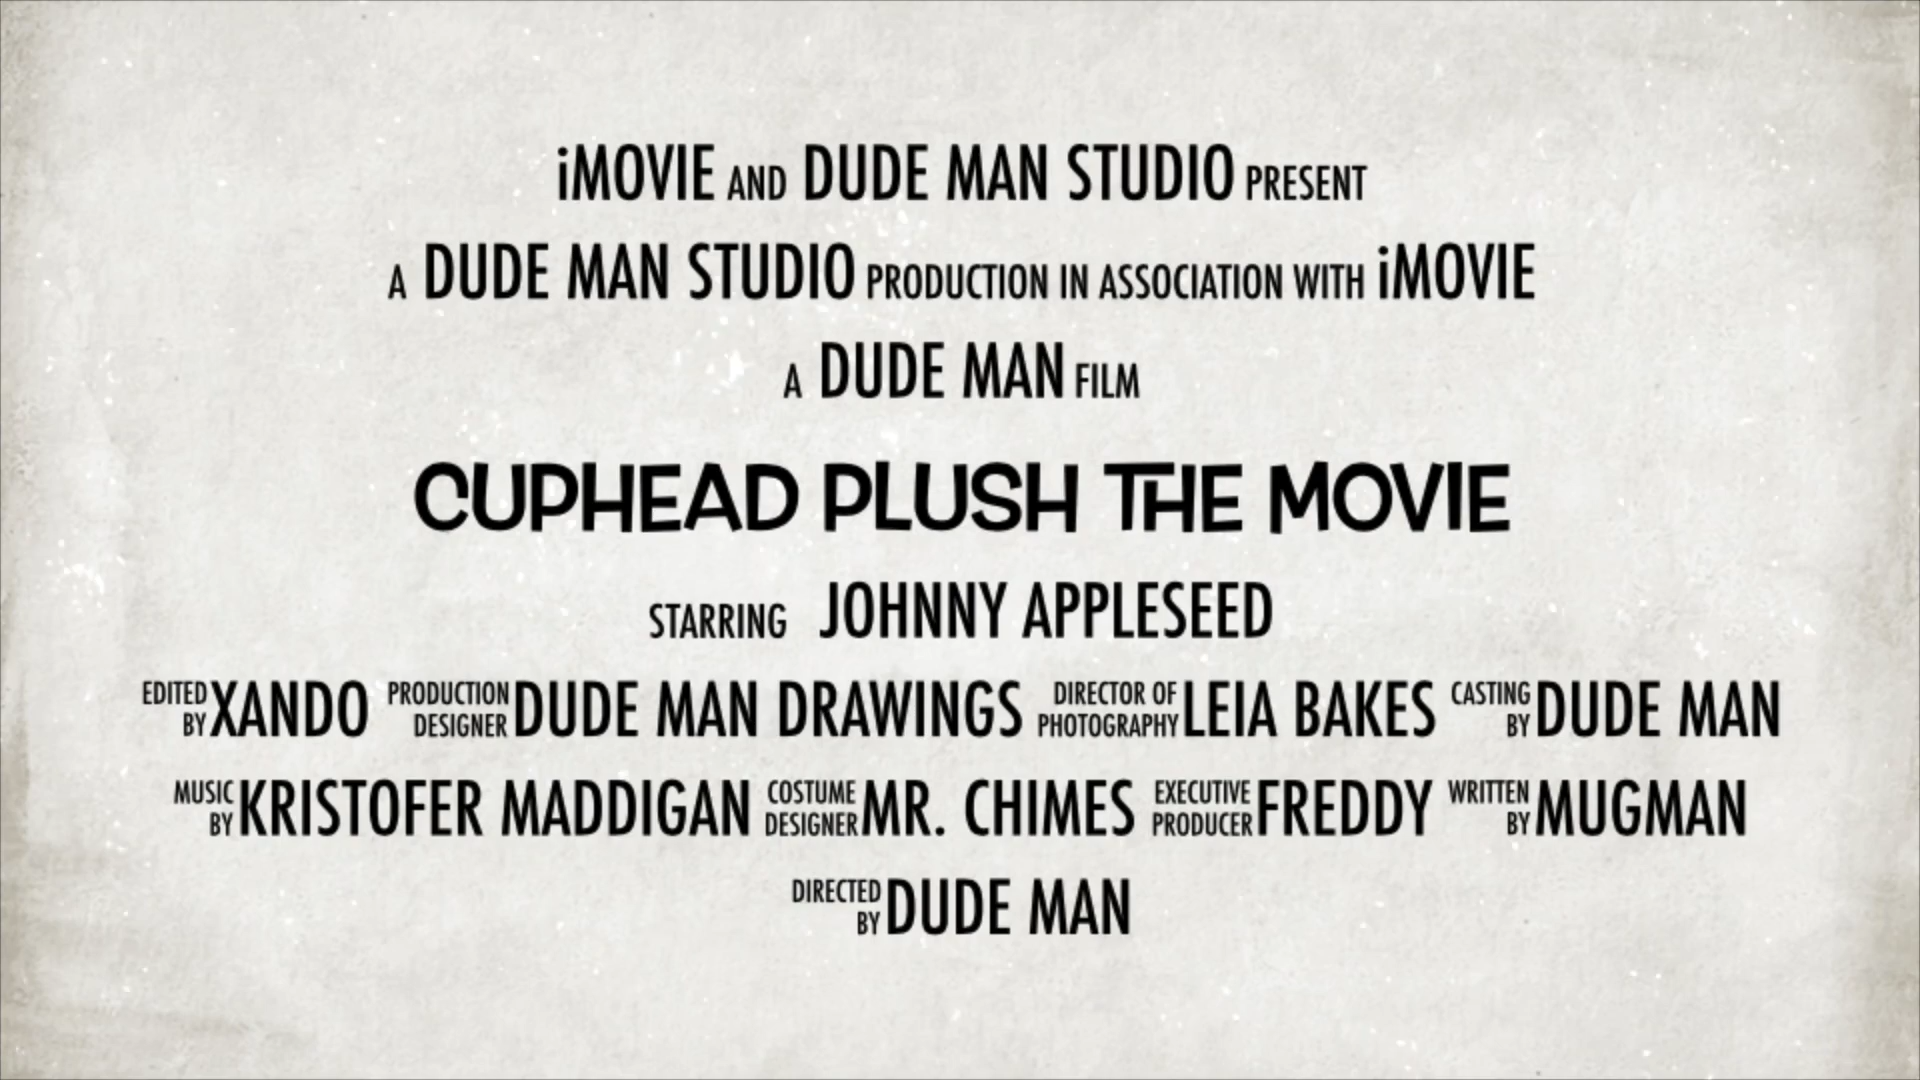 iMOVIE AND DUDE MAN STUDIO PRESENT
A DUDE MAN STUDIO PRODUCTION IN ASSOCIATION WITH iMOVIE
A DUDE MAN FILM
CUPHEAD PLUSH THE MOVIE
STARRING JOHNNY APPLESEED
EDITED BY XANDO PRODUCTION DESIGNER DUDE MAN DRAWINGS DIRECTOR OF PHOTOGRAPHY LEIA BAKES CASTING BY DUDE MAN
MUSIC BY KRISTOFER MADDIGAN COSTUME DESIGNER MR. CHIMES EXECUTIVE PRODUCER FREDDY WRITTEN BY MUGMAN
DIRECTED BY DUDE MAN